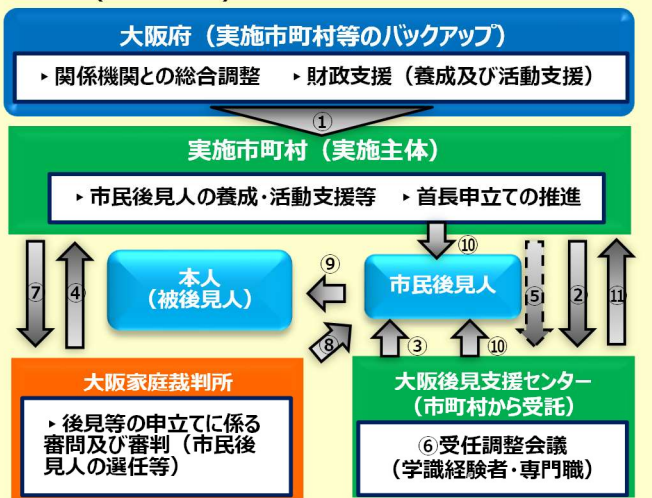 大阪府（実施市町村等のバックアップ）
▸関係機関との総合調整　▸財政支援（養成及び活動支援）
①
実施市町村（実施主体）
▸市民後見人の養成・活動支援等　▸首長申立ての推進
⑩
⑦
④
本人
（被後見人）
⑨
市民後見人
⑤
②
⑪
⑧
③
⑩
大阪家庭裁判所
▸後見等の申立てに係る
審問及び審判（市民後
見人の選任等）
大阪後見支援センター
（市町村から受託）
⑥受任調整会議
（学識経験者・専門職）